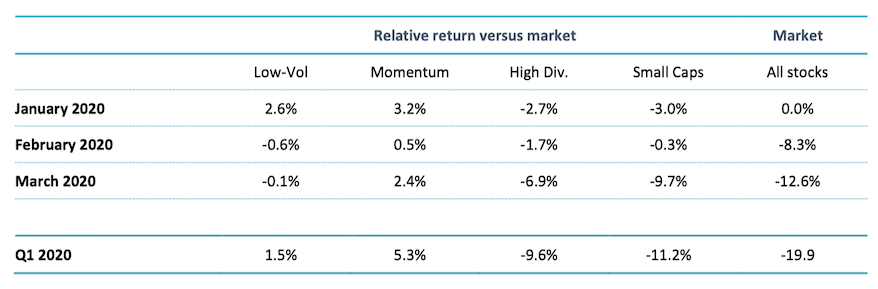 Relative return versus market Market
Low-Vol Momentum High Div. Small Caps All stocks
January 2020 2.6% 3.2% -2.7% -3.0% 0.0%
February 2020 -0.6% 0.5% -1.7% -0.3% -8.3%
March 2020 -0.1% 2.4% -6.9% -9.7% -12.6%
Q1 2020 1.5% 5.3% -9.6% -11.2% -19.9